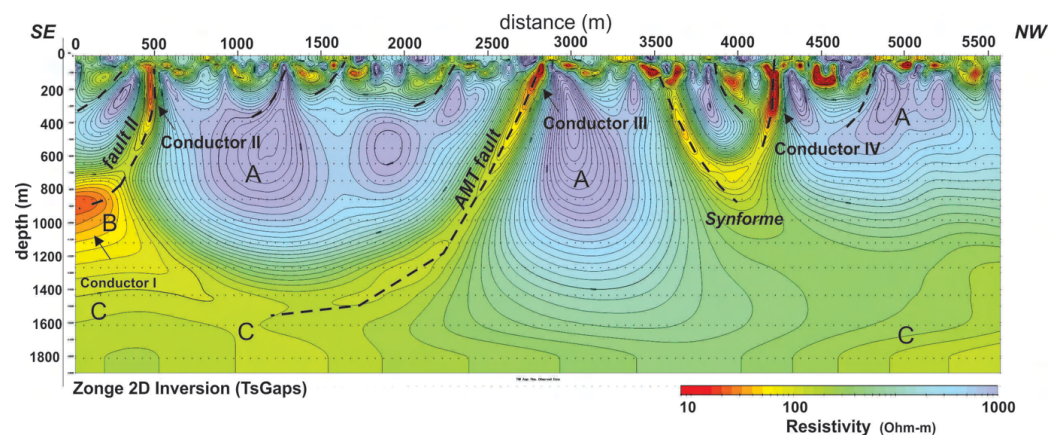 distance (m)
SE
NW
0 500 1000 1500 2000 2500 3000 3500 4000 4500 5000 5500
depth (m)
0
200
400
600
800
1000
1200
1400
1600
1800
fault II
Conductor II
A
AMT fault
Conductor III
A
Conductor IV
A
Synforme
B
Conductor I
C
C
C
Zonge 2D Inversion (TsGaps)
10 100 1000
Resistivity (Ohm-m)